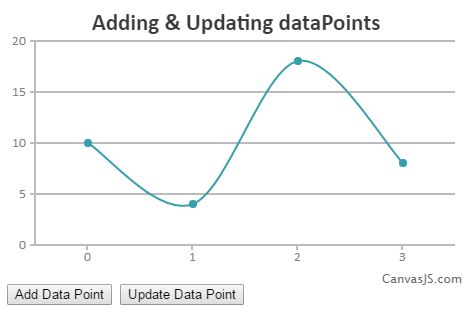 Adding & Updating dataPoints
20
15
10
5
0
0 1 2 3
CanvasJS.com
Add Data Point Update Data Point